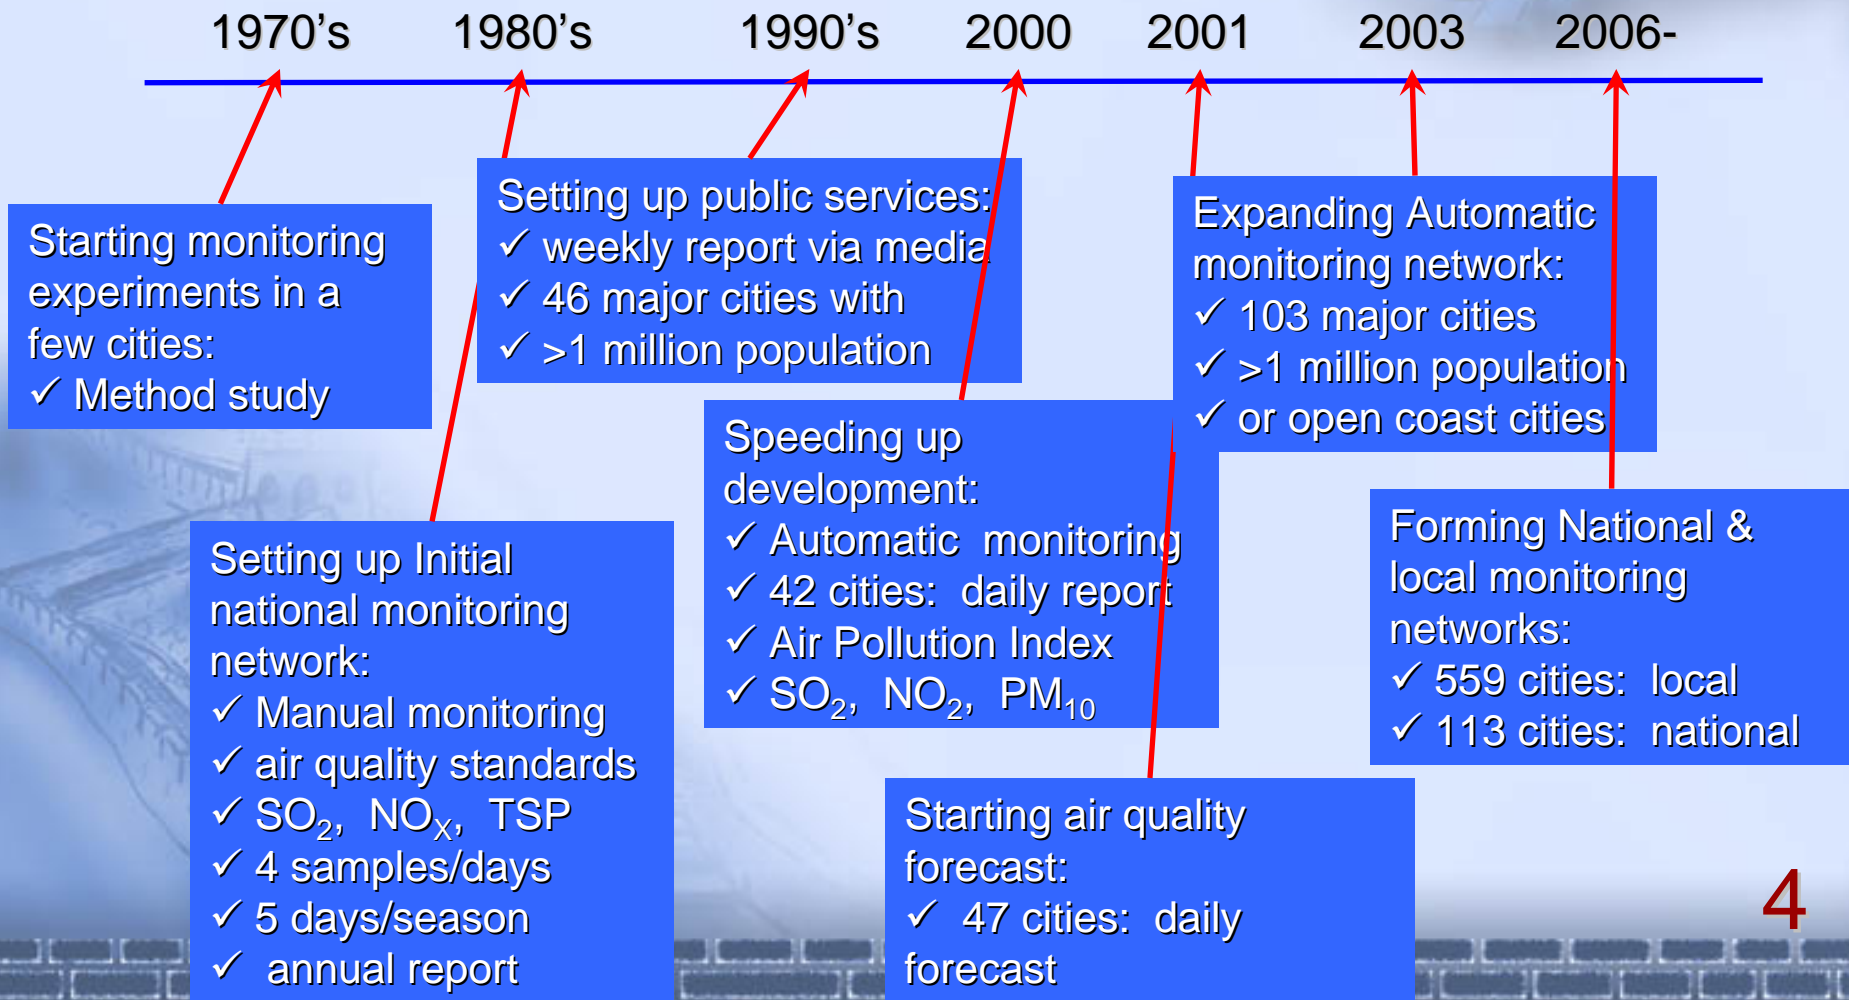 1970’s 1980’s 1990’s 2000 2001 2003 2006-
Starting monitoring
experiments in a
few cities:
✓ Method study
Setting up Initial
national monitoring
network:
✓ Manual monitoring
✓ air quality standards
✓ SO₂, NOX, TSP
✓ 4 samples/days
✓ 5 days/season
✓ annual report
Setting up public services:
✓ weekly report via media
✓ 46 major cities with
✓ >1 million population
Speeding up
development:
✓ Automatic monitoring
✓ 42 cities: daily report
✓ Air Pollution Index
✓ SO₂, NO₂, PM₁₀
Starting air quality
forecast:
✓ 47 cities: daily
forecast
Expanding Automatic
monitoring network:
✓ 103 major cities
✓ >1 million population
✓ or open coast cities
Forming National &
local monitoring
networks:
✓ 559 cities: local
✓ 113 cities: national
4